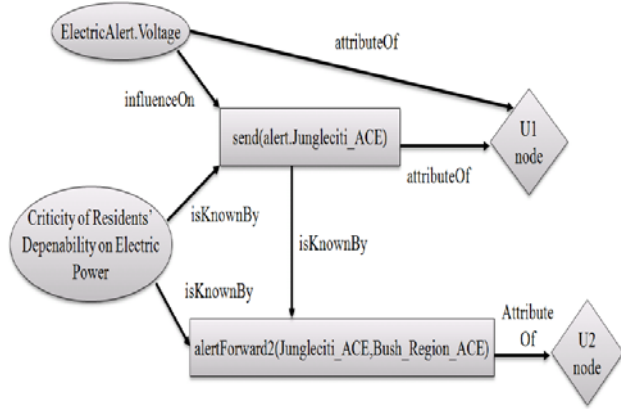 ElectricAlert.Voltage
attributeOf
influenceOn
send(alert.Jungleciti_ACE)
U1
node
attributeOf
Criticity of Residents'
Depenability on Electric
Power
isKnownBy
isKnownBy
isKnownBy
alertForward2(Jungleciti_ACE,Bush_Region_ACE)
Attribute
Of
U2
node